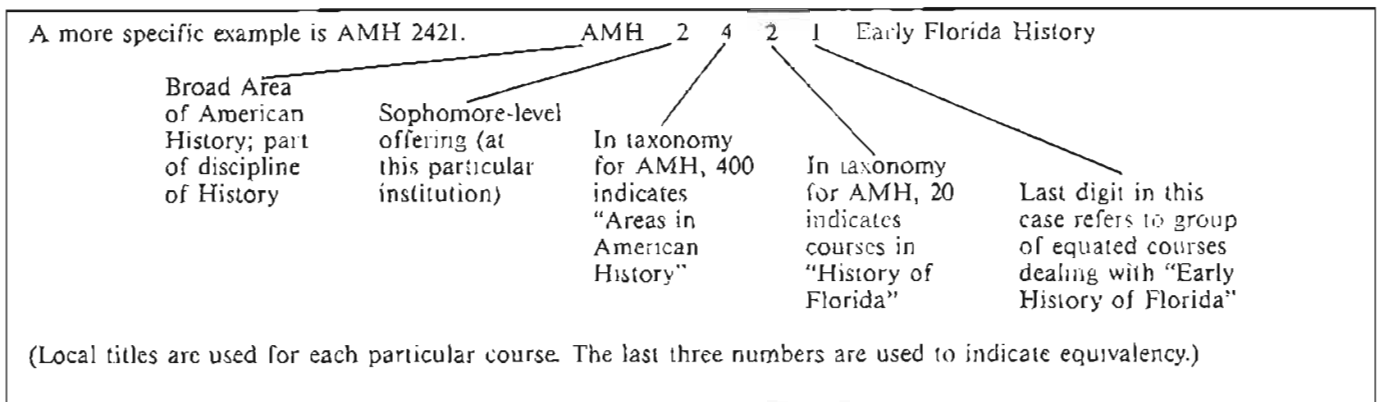 A more specific example is AMH 2421. AMH 2 4 2 1 Early Florida History
Broad Area
of American
History; part
of discipline
of History
Sophomore-level
offering (at
this particular
institution)
In taxonomy
for AMH, 400
indicates
“Areas in
American
History”
In taxonomy
for AMH, 20
indicates
courses in
“History of
Florida”
Last digit in this
case refers to group
of equated courses
dealing with “Early
History of Florida”
(Local titles are used for each particular course. The last three numbers are used to indicate equivalency.)